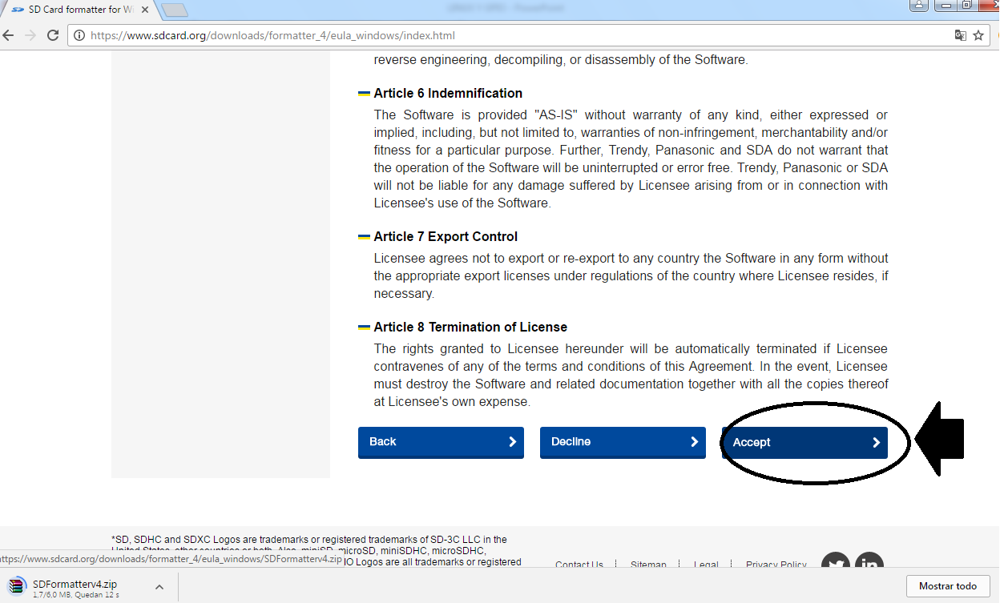 SD Card formatter for Wi
https://www.sdcard.org/downloads/formatter_4/eula_windows/index.html
reverse engineering, decompiling, or disassembly of the Software.
Article 6 Indemnification
The Software is provided "AS-IS" without warranty of any kind, either expressed or
implied, including, but not limited to, warranties of non-infringement, merchantability and/or
fitness for a particular purpose. Further, Trendy, Panasonic and SDA do not warrant that
the operation of the Software will be uninterrupted or error free. Trendy, Panasonic or SDA
will not be liable for any damage suffered by Licensee arising from or in connection with
Licensee's use of the Software.
Article 7 Export Control
Licensee agrees not to export or re-export to any country the Software in any form without
the appropriate export licenses under regulations of the country where Licensee resides, if
necessary.
Article 8 Termination of License
The rights granted to Licensee hereunder will be automatically terminated if Licensee
contravenes of any of the terms and conditions of this Agreement. In the event, Licensee
must destroy the Software and related documentation together with all the copies thereof
at Licensee's own expense.
Back
Decline
Accept
*SD, SDHC and SDXC Logos are trademarks or registered trademarks of SD-3C LLC in the
United States, other countries or both. Also, miniSD, microSD, miniSDHC, microSDHC,
IO Logos are all trademarks or registered
Contact Us
Sitemap
Legal
Privacy Policy
ttps://www.sdcard.org/downloads/formatter_4/eula_windows/SDFormatterv4.zip
SDFormatterv4.zip
1,7/6,0 MB, Quedan 12 s
Mostrar todo